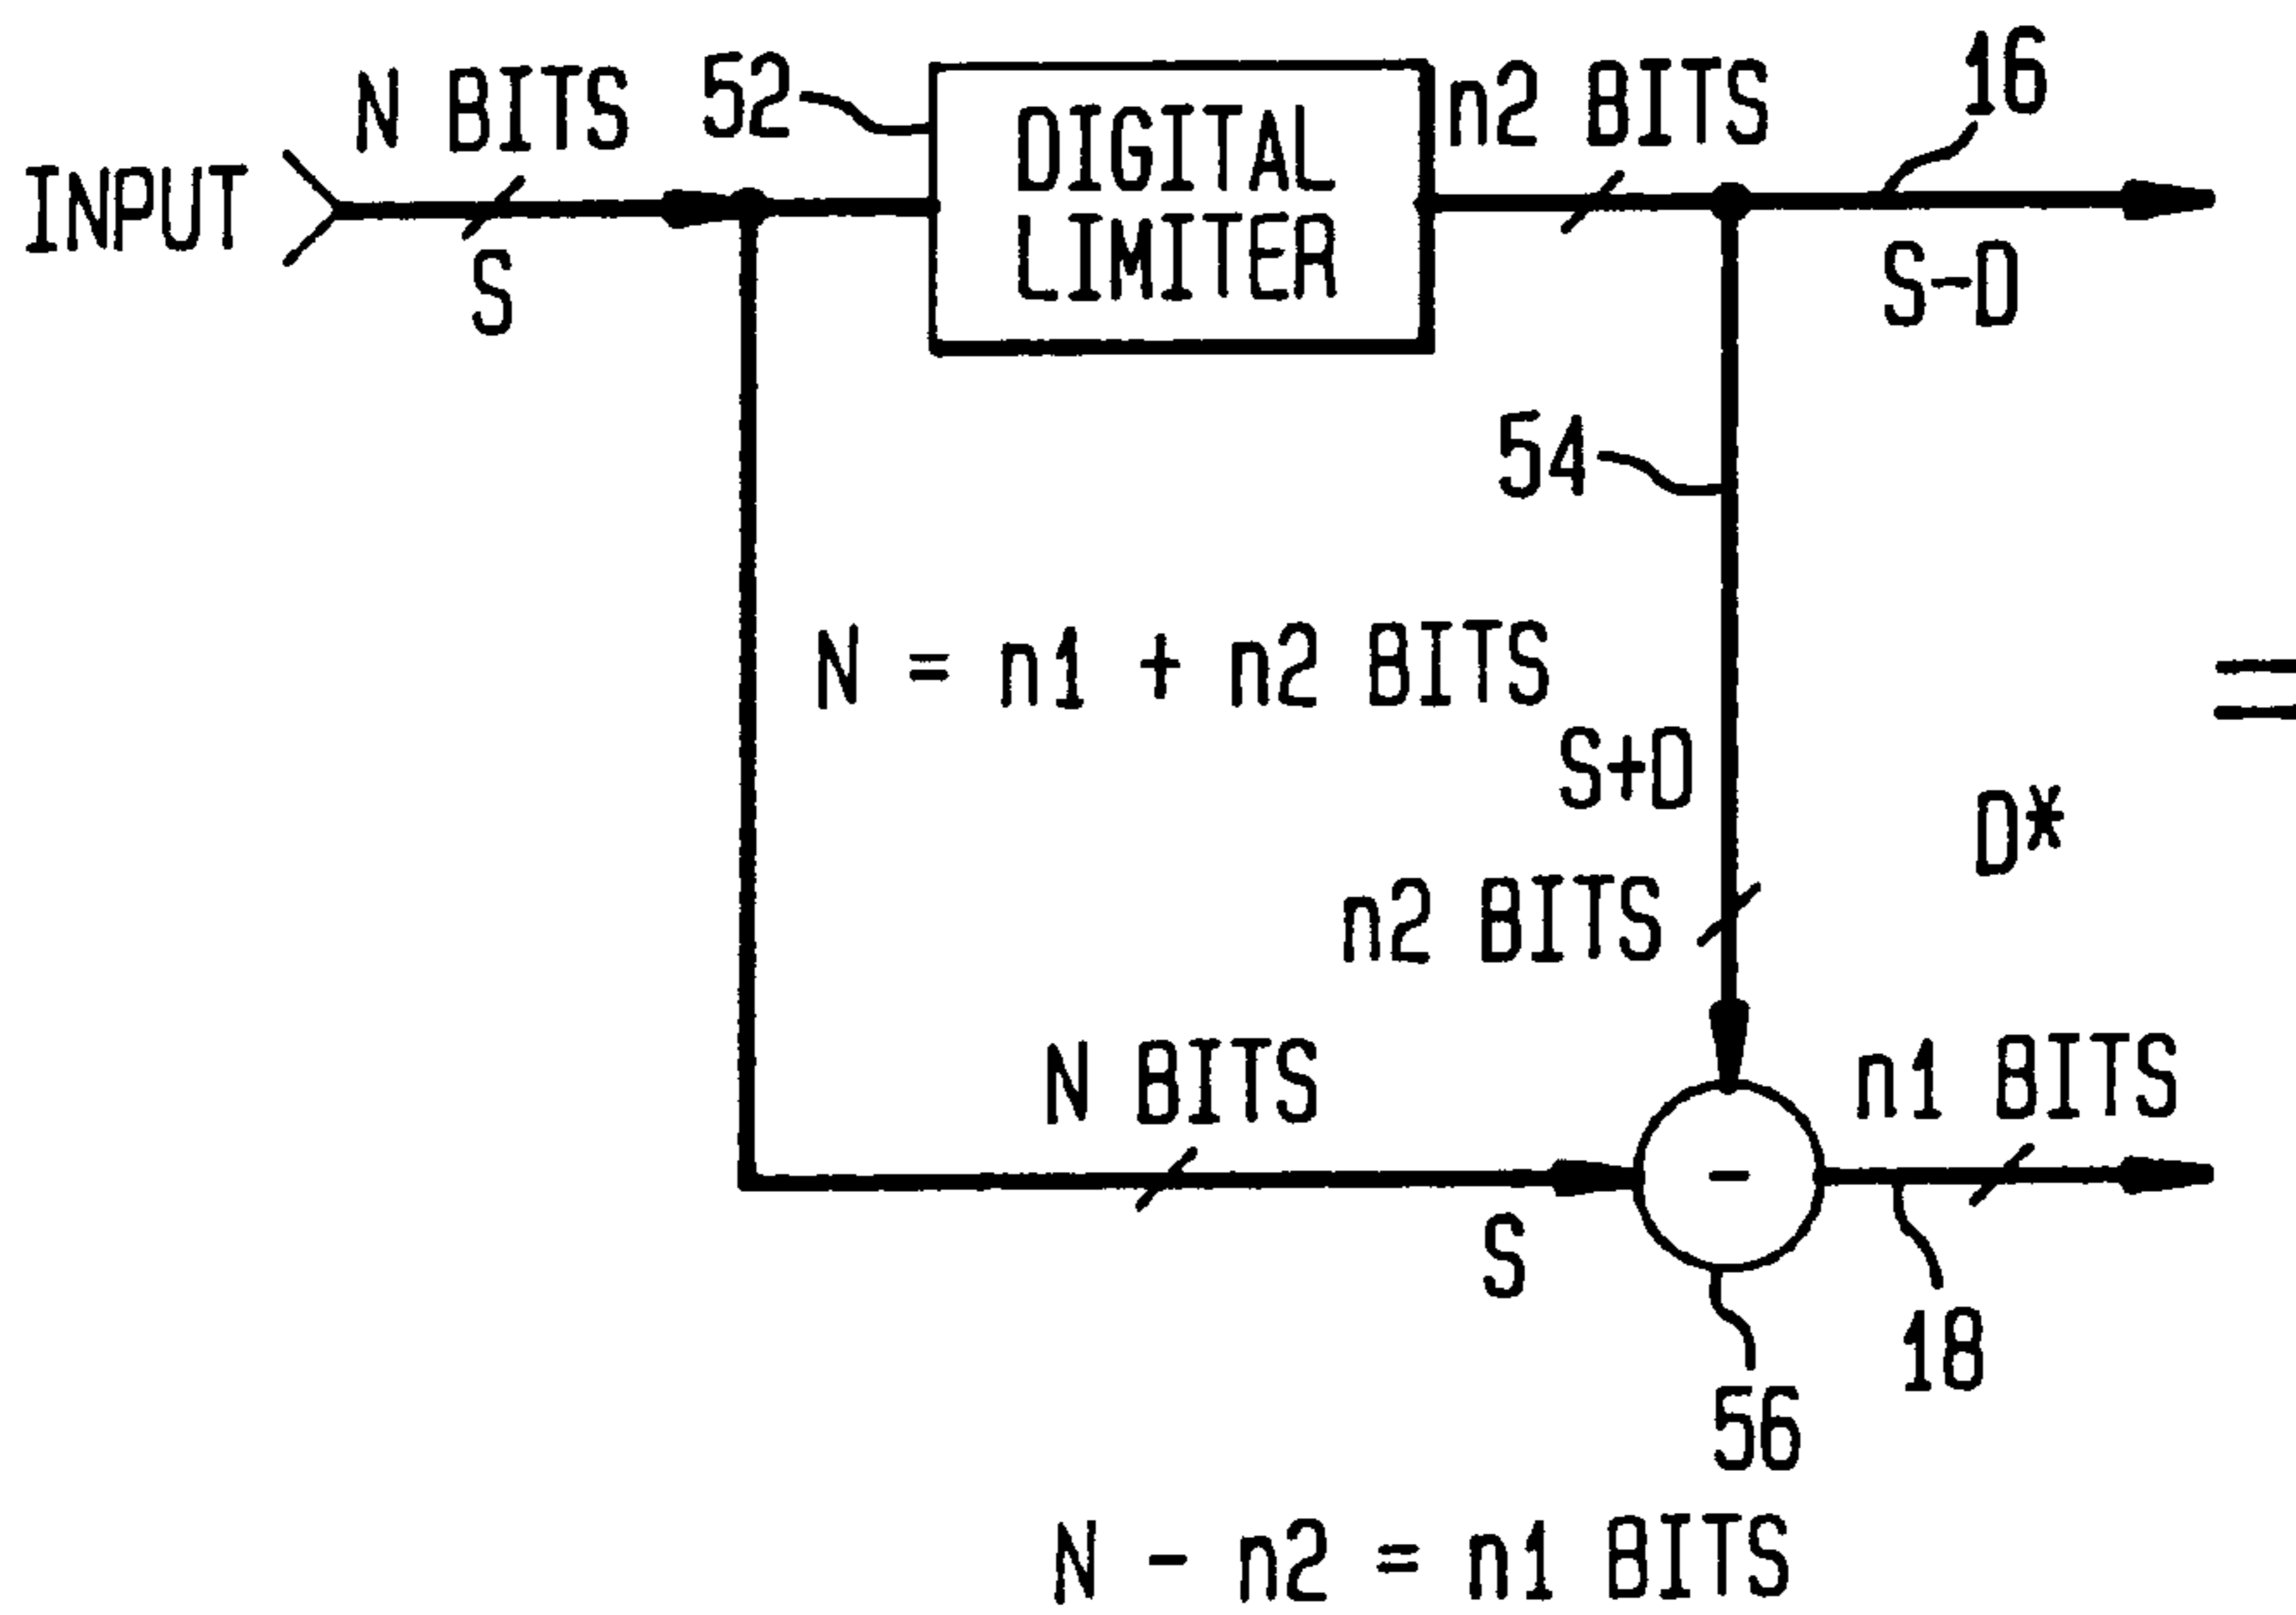 N BITS
52
n2 BITS
16
INPUT
DIGITAL
LIMITER
S
S-D
54
N = n1 + n2 BITS
S+D
D*
n2 BITS
N BITS
n1 BITS
-
S
18
56
N - n2 = n1 BITS